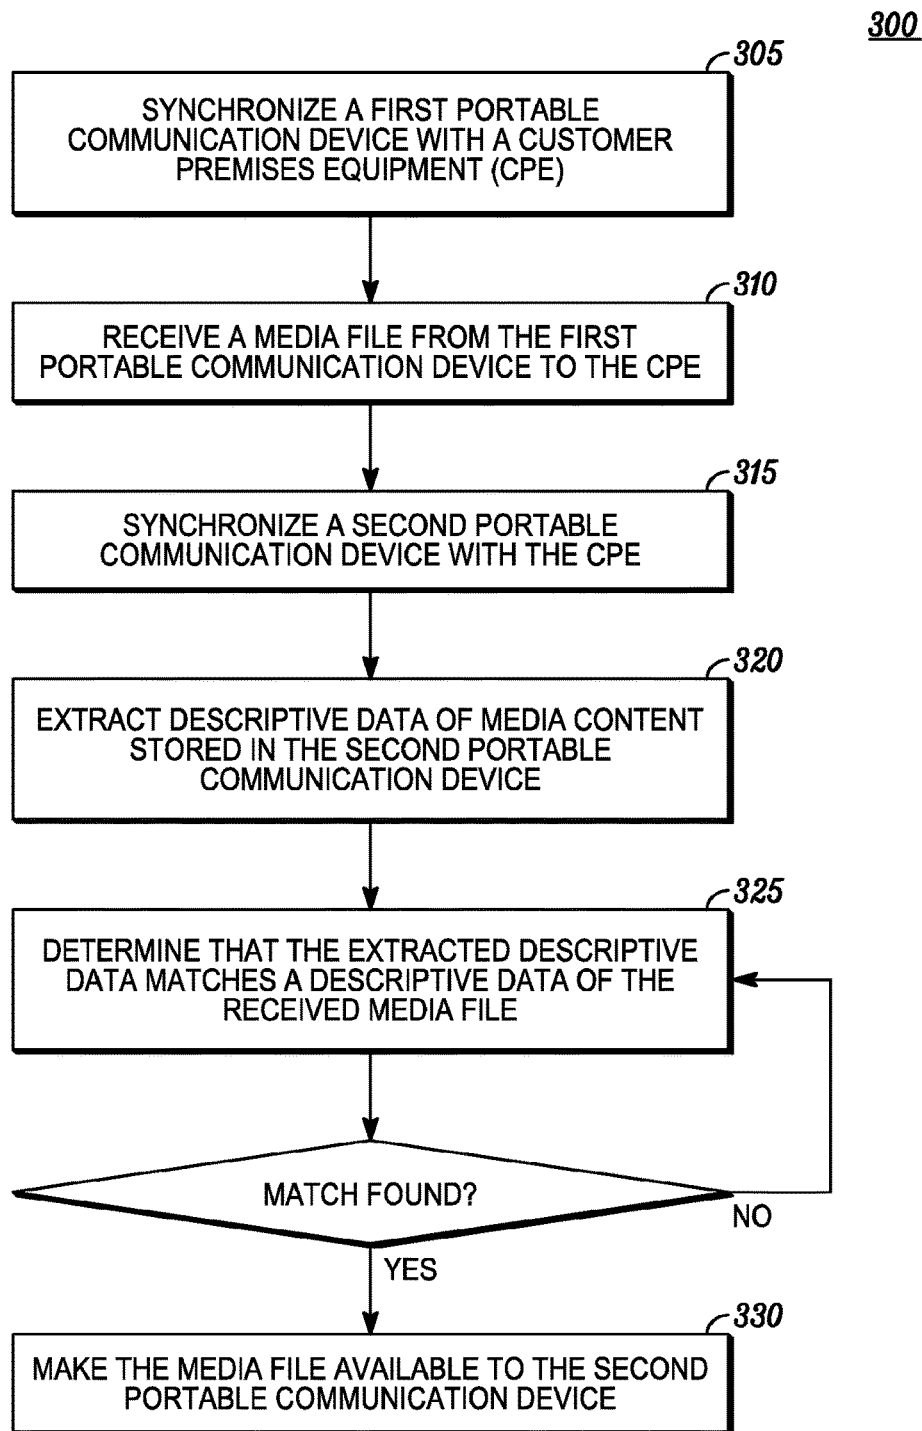 300
305
SYNCHRONIZE A FIRST PORTABLE
COMMUNICATION DEVICE WITH A CUSTOMER
PREMISES EQUIPMENT (CPE)
310
RECEIVE A MEDIA FILE FROM THE FIRST
PORTABLE COMMUNICATION DEVICE TO THE CPE
315
SYNCHRONIZE A SECOND PORTABLE
COMMUNICATION DEVICE WITH THE CPE
320
EXTRACT DESCRIPTIVE DATA OF MEDIA CONTENT
STORED IN THE SECOND PORTABLE
COMMUNICATION DEVICE
325
DETERMINE THAT THE EXTRACTED DESCRIPTIVE
DATA MATCHES A DESCRIPTIVE DATA OF THE
RECEIVED MEDIA FILE
MATCH FOUND?
NO
YES
330
MAKE THE MEDIA FILE AVAILABLE TO THE SECOND
PORTABLE COMMUNICATION DEVICE